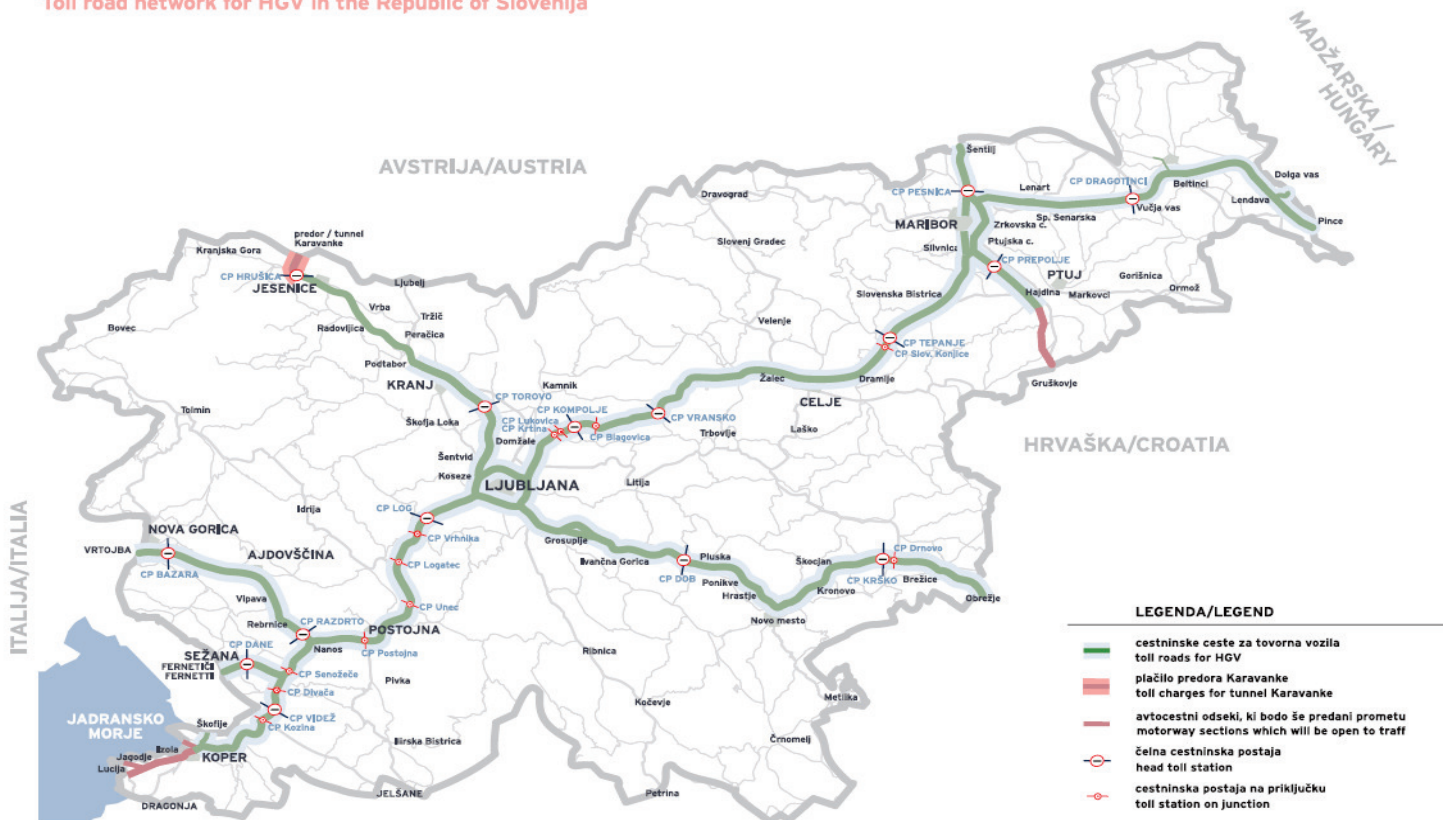 Toll road network for HGV in the Republic of Slovenija
MADŽARSKA /
HUNGARY
AVSTRIJA/AUSTRIA
HRVAŠKA/CROATIA
ITALIJA/ITALIA
JADRANSKO
MORJE
Šentilj
CP PESNICA
Lenart
CP DRAGOTINCI
Beltinci
Dolga vas
Lendava
Pince
Vučja vas
Sp. Senarska
Dravograd
MARIBOR
Zrkovska c.
Ptujska c.
Slivnica
CP PREPOLJE
PTUJ
Gorišnica
Ormož
Hajdina
Markovci
Slovenj Gradec
Slovenska Bistrica
predor / tunnel
Karavanke
Kranjska Gora
CP HRUŠICA
JESENICE
Ljubelj
Vrba
Tržič
Radovljica
Peračica
Bovec
Velenje
CP TEPANJE
CP Slov. Konjice
Gruškovje
Podtabor
KRANJ
Kamnik
Žalec
Dramlje
CELJE
CP TOROVO
CP KOMPOLJE
CP Lukovica
CP Krtina
CP VRANSKO
Tolmin
Škofja Loka
Domžale
CP Blagovica
Trbovlje
Laško
Šentvid
Koseze
LJUBLJANA
Litija
CP LOG
Idrija
NOVA GORICA
CP Vrhnika
VRTOJBA
AJDOVŠČINA
Grosuplje
CP BAZARA
CP Logatec
Ivančna Gorica
Pluska
Škocjan
CP Drnovo
CP DOB
Ponikve
CP KRŠKO
Brežice
Vipava
Hrastje
Kronovo
Obrežje
CP Unec
Rebrnice
CP RAZDRTO
POSTOJNA
Novo mesto
CP DANE
Nanos
CP Postojna
SEŽANA
FERNETIČI
FERNETTI
CP Senožeče
Pivka
Ribnica
CP Divača
Metlika
CP VIDEŽ
CP Kozina
Kočevje
Škofije
Izola
KOPER
Jagodje
Lucija
Ilirska Bistrica
Črnomelj
DRAGONJA
JELŠANE
Petrina
LEGENDA/LEGEND
cestninske ceste za tovorna vozila
toll roads for HGV
plačilo predora Karavanke
toll charges for tunnel Karavanke
avtocestni odseki, ki bodo še predani prometu
motorway sections which will be open to traff
čelna cestninska postaja
head toll station
cestninska postaja na priključku
toll station on junction